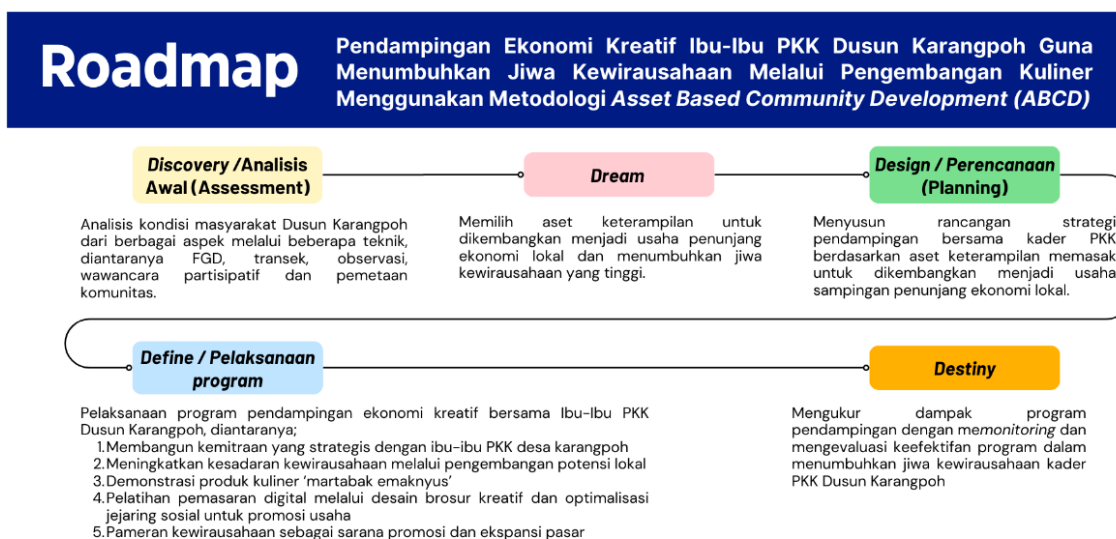 Roadmap
Pendampingan Ekonomi Kreatif Ibu-Ibu PKK Dusun Karangpoh Guna
Menumbuhkan Jiwa Kewirausahaan Melalui Pengembangan Kuliner
Menggunakan Metodologi Asset Based Community Development (ABCD)
Discovery /Analisis
Awal (Assessment)
Analisis kondisi masyarakat Dusun Karangpoh
dari berbagai aspek melalui beberapa teknik,
diantaranya FGD, transek, observasi,
wawancara partisipatif dan pemetaan
komunitas.
Dream
Memilih aset keterampilan untuk
dikembangkan menjadi usaha penunjang
ekonomi lokal dan menumbuhkan jiwa
kewirausahaan yang tinggi.
Design / Perencanaan
(Planning)
Menyusun rancangan strategi
pendampingan bersama kader PKK
berdasarkan aset keterampilan memasak
untuk dikembangkan menjadi usaha
sampingan penunjang ekonomi lokal.
Define / Pelaksanaan
program
Pelaksanaan program pendampingan ekonomi kreatif bersama Ibu-Ibu PKK
Dusun Karangpoh, diantaranya;
1. Membangun kemitraan yang strategis dengan ibu-ibu PKK desa karangpoh
2. Meningkatkan kesadaran kewirausahaan melalui pengembangan potensi lokal
3. Demonstrasi produk kuliner 'martabak emaknyus'
4. Pelatihan pemasaran digital melalui desain brosur kreatif dan optimalisasi
jejaring sosial untuk promosi usaha
5. Pameran kewirausahaan sebagai sarana promosi dan ekspansi pasar
Destiny
Mengukur dampak program
pendampingan dengan memonitoring dan
mengevaluasi keefektifan program dalam
menumbuhkan jiwa kewirausahaan kader
PKK Dusun Karangpoh